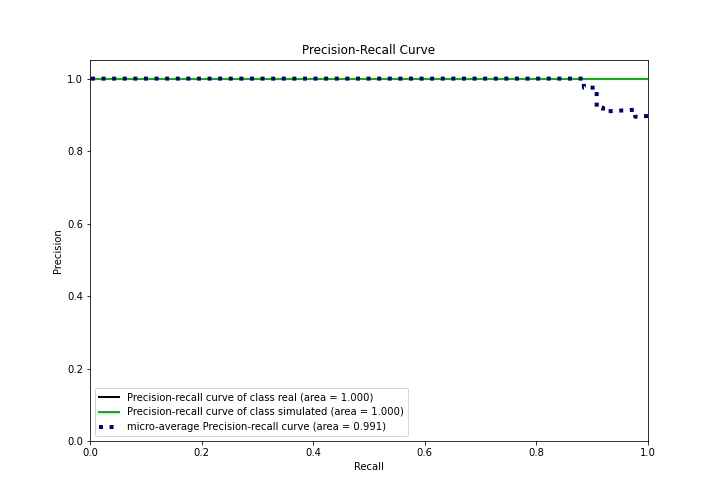 Precision-Recall Curve
1.0
0.8
0.6
0.4
0.2
0.0
Precision
Precision-recall curve of class real (area = 1.000)
Precision-recall curve of class simulated (area = 1.000)
micro-average Precision-recall curve (area = 0.991)
0.0 0.2 0.4 0.6 0.8 1.0
Recall